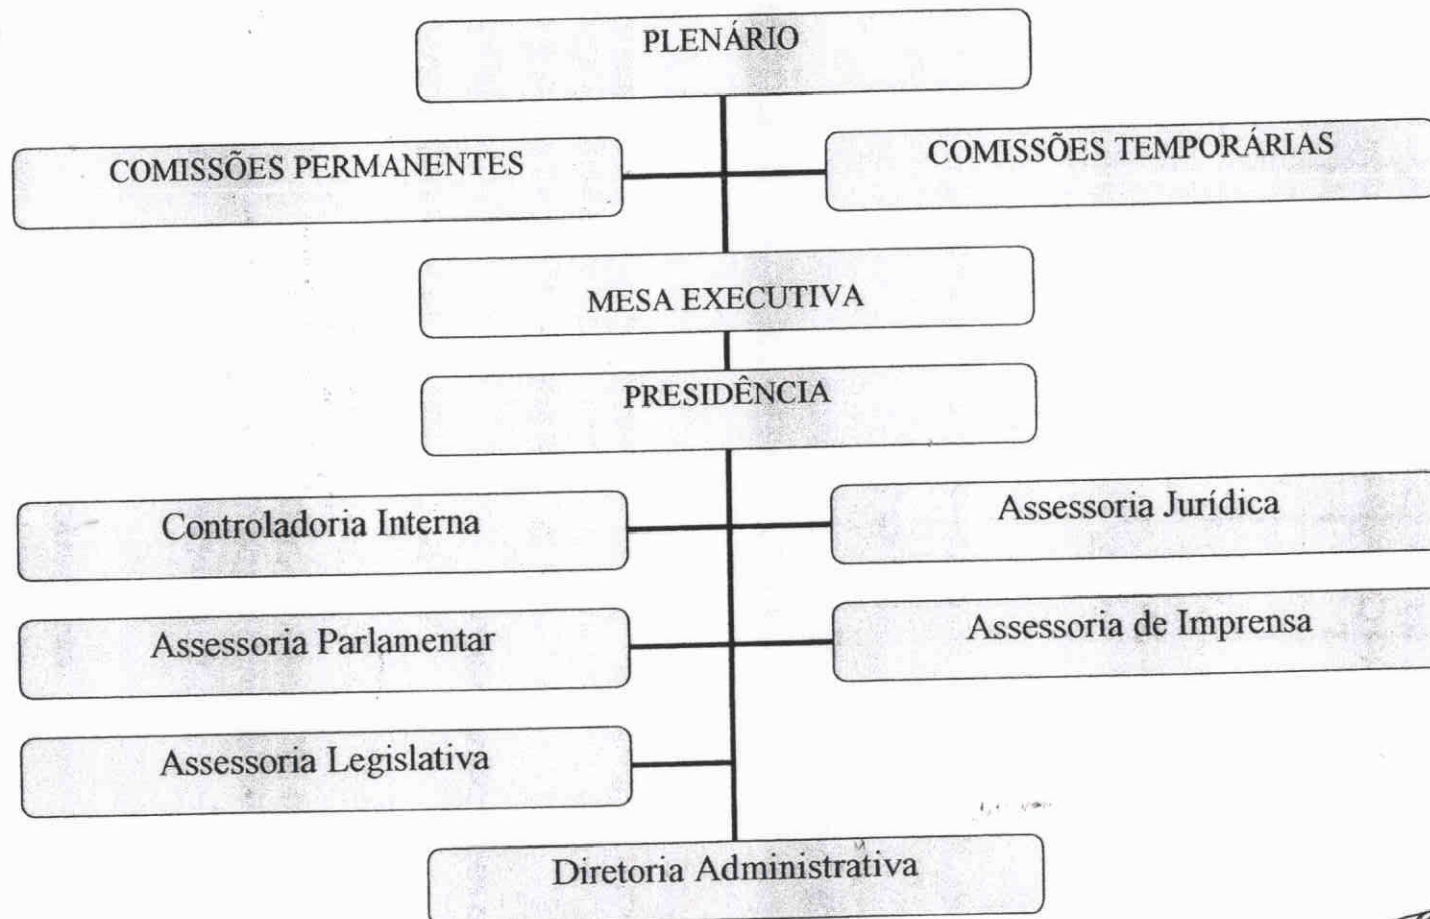 PLENÁRIO
COMISSÕES PERMANENTES
COMISSÕES TEMPORÁRIAS
MESA EXECUTIVA
PRESIDÊNCIA
Controladoria Interna
Assessoria Jurídica
Assessoria Parlamentar
Assessoria de Imprensa
Assessoria Legislativa
Diretoria Administrativa